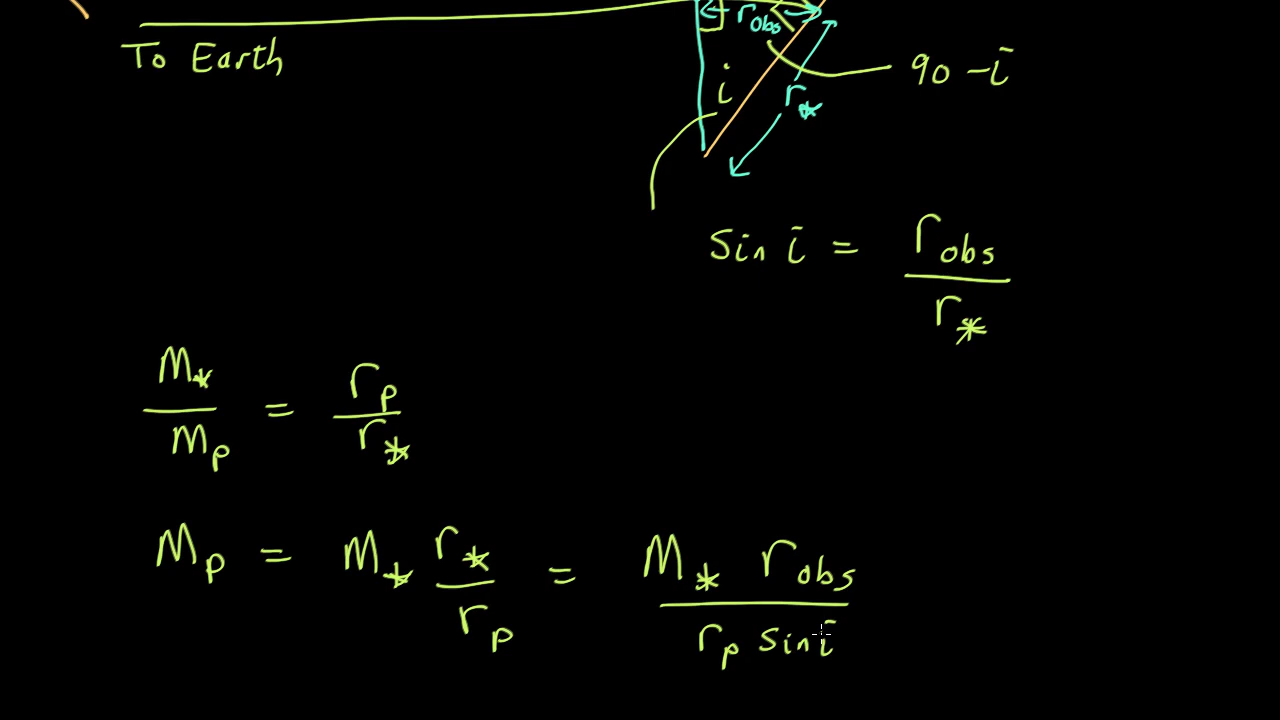 r_obs
To Earth
90 - i
i
r_*
sin i = r_obs / r_*
M_* / M_p = r_p / r_*
M_p = M_* r_* / r_p = M_* r_obs / r_p sin i